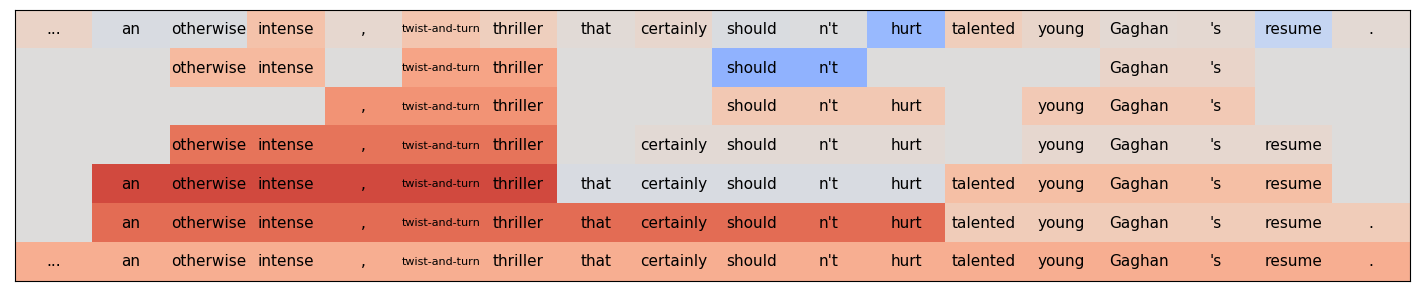 ... an otherwise intense , twist-and-turn thriller that certainly should n't hurt talented young Gaghan 's resume .
otherwise intense twist-and-turn thriller should n't Gaghan 's
, twist-and-turn thriller should n't hurt young Gaghan 's
otherwise intense , twist-and-turn thriller certainly should n't hurt young Gaghan 's resume
an otherwise intense , twist-and-turn thriller that certainly should n't hurt talented young Gaghan 's resume
an otherwise intense , twist-and-turn thriller that certainly should n't hurt talented young Gaghan 's resume .
... an otherwise intense , twist-and-turn thriller that certainly should n't hurt talented young Gaghan 's resume .